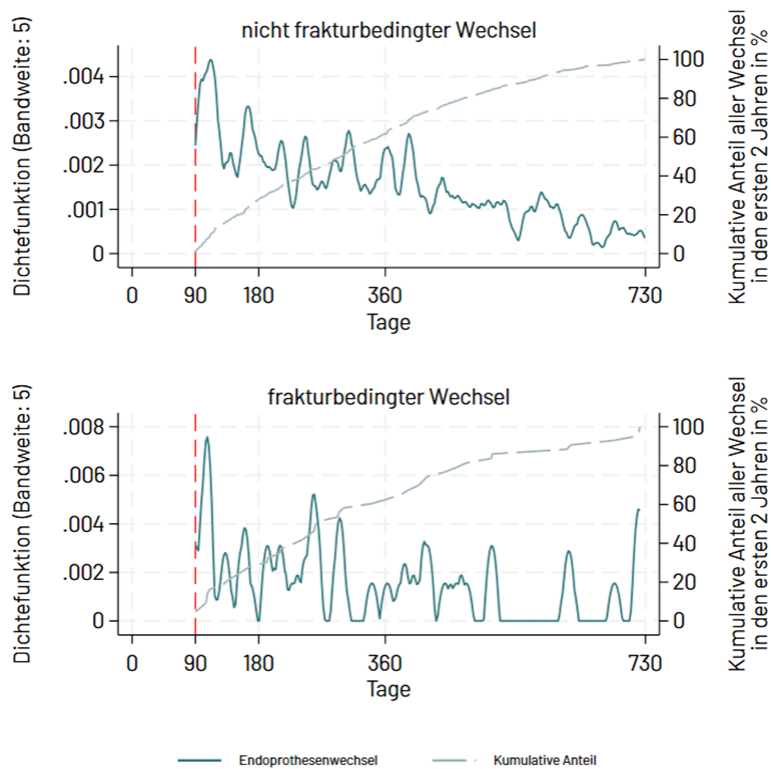 nicht frakturbedingter Wechsel
Dichtefunktion (Bandweite: 5)
.004
.003
.002
.001
0
100
80
60
40
20
0
Kumulative Anteil aller Wechsel
in den ersten 2 Jahren in %
0 90 180 360 730
Tage
frakturbedingter Wechsel
Dichtefunktion (Bandweite: 5)
.008
.006
.004
.002
0
100
80
60
40
20
0
Kumulative Anteil aller Wechsel
in den ersten 2 Jahren in %
0 90 180 360 730
Tage
Endoprothesenwechsel Kumulative Anteil